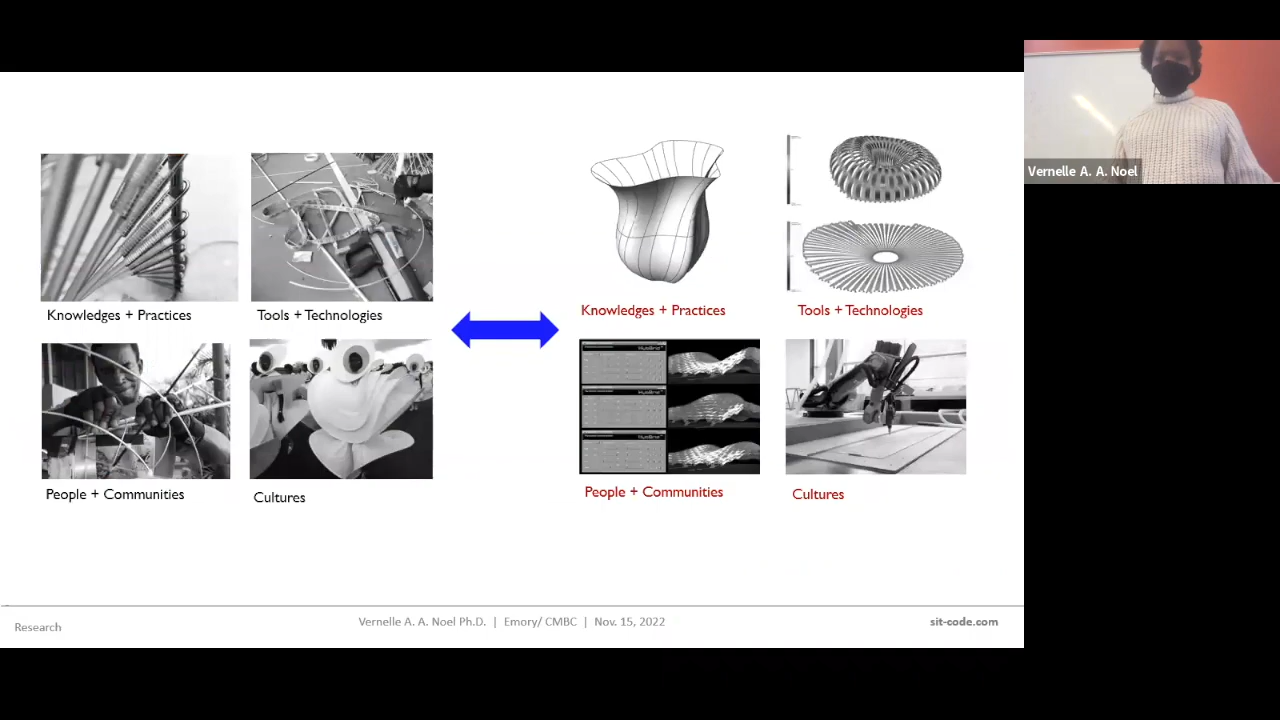 Vernelle A. A. Noel
Knowledges + Practices
Tools + Technologies
People + Communities
Cultures
Knowledges + Practices
Tools + Technologies
People + Communities
Cultures
Research
Vernelle A. A. Noel Ph.D. | Emory/ CMBC | Nov. 15, 2022
sit-code.com